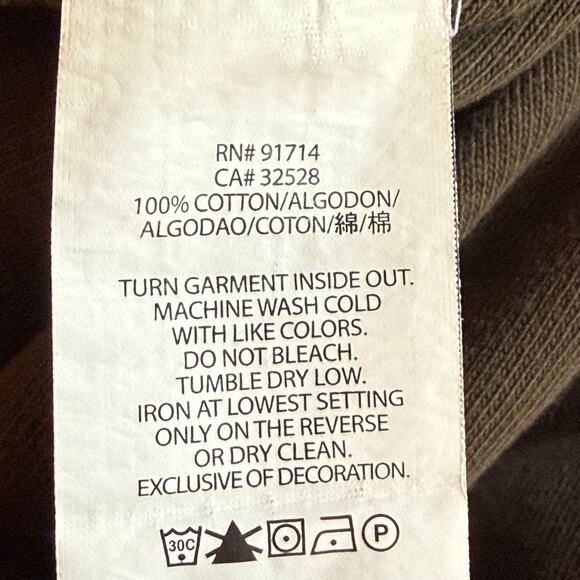 RN# 91714
CA# 32528
100% COTTON/ALGODON/
ALGODAO/COTON/綿/棉
TURN GARMENT INSIDE OUT.
MACHINE WASH COLD
WITH LIKE COLORS.
DO NOT BLEACH.
TUMBLE DRY LOW.
IRON AT LOWEST SETTING
ONLY ON THE REVERSE
OR DRY CLEAN.
EXCLUSIVE OF DECORATION.
30C P